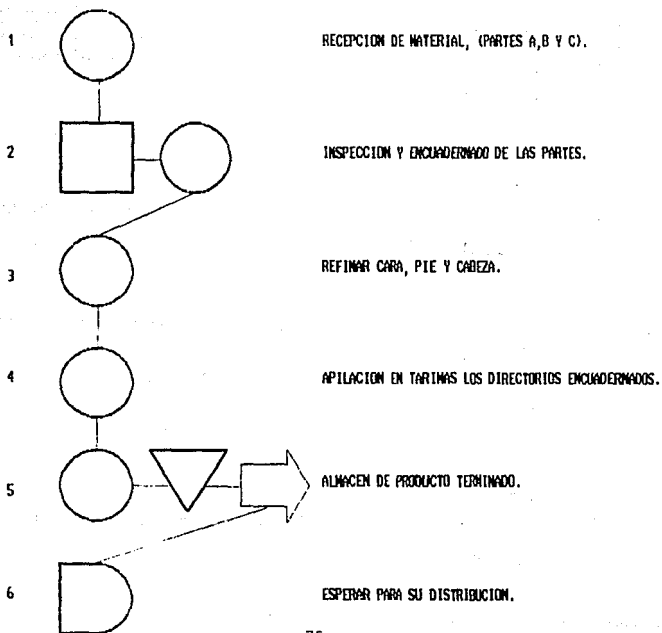 1 RECEPCION DE MATERIAL, (PARTES A,B Y C).
2 INSPECCION Y ENCUADERNADO DE LAS PARTES.
3 REFINAR CARA, PIE Y CABEZA.
4 APILACION EN TARIMAS LOS DIRECTORIOS ENCUADERNADOS.
5 ALMACEN DE PRODUCTO TERMINADO.
6 ESPERAR PARA SU DISTRIBUCION.